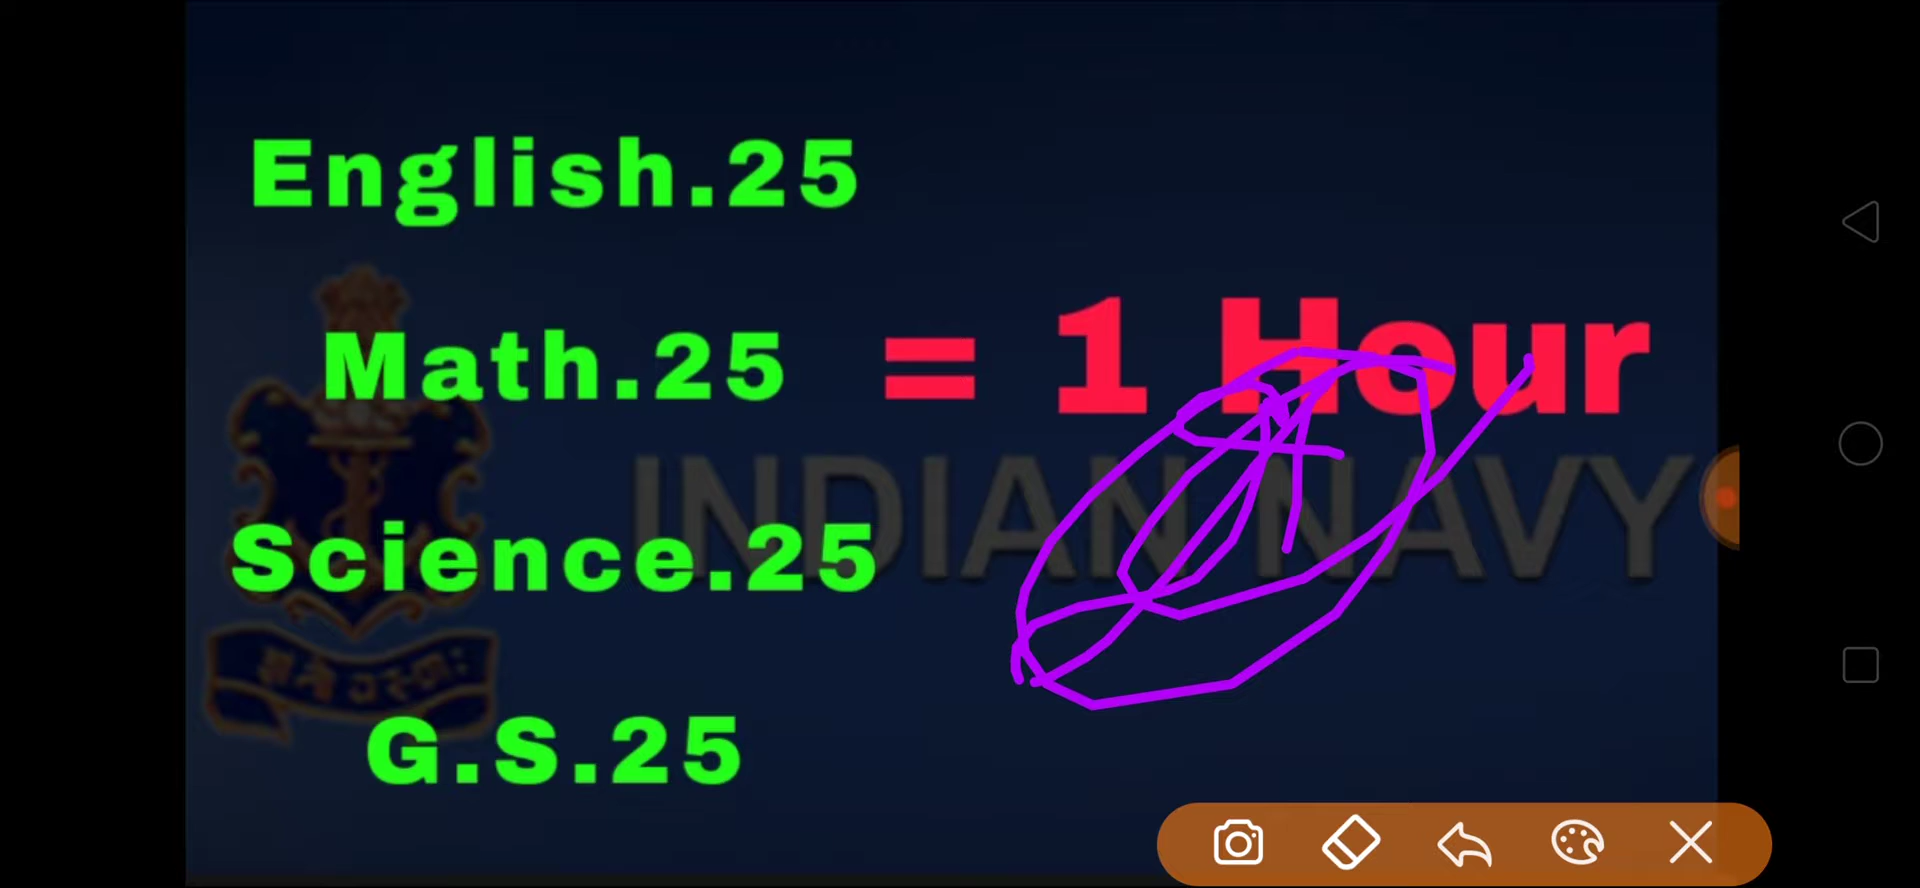 English.25
Math.25 = 1 Hour
Science.25
INDIAN NAVY
G.S.25